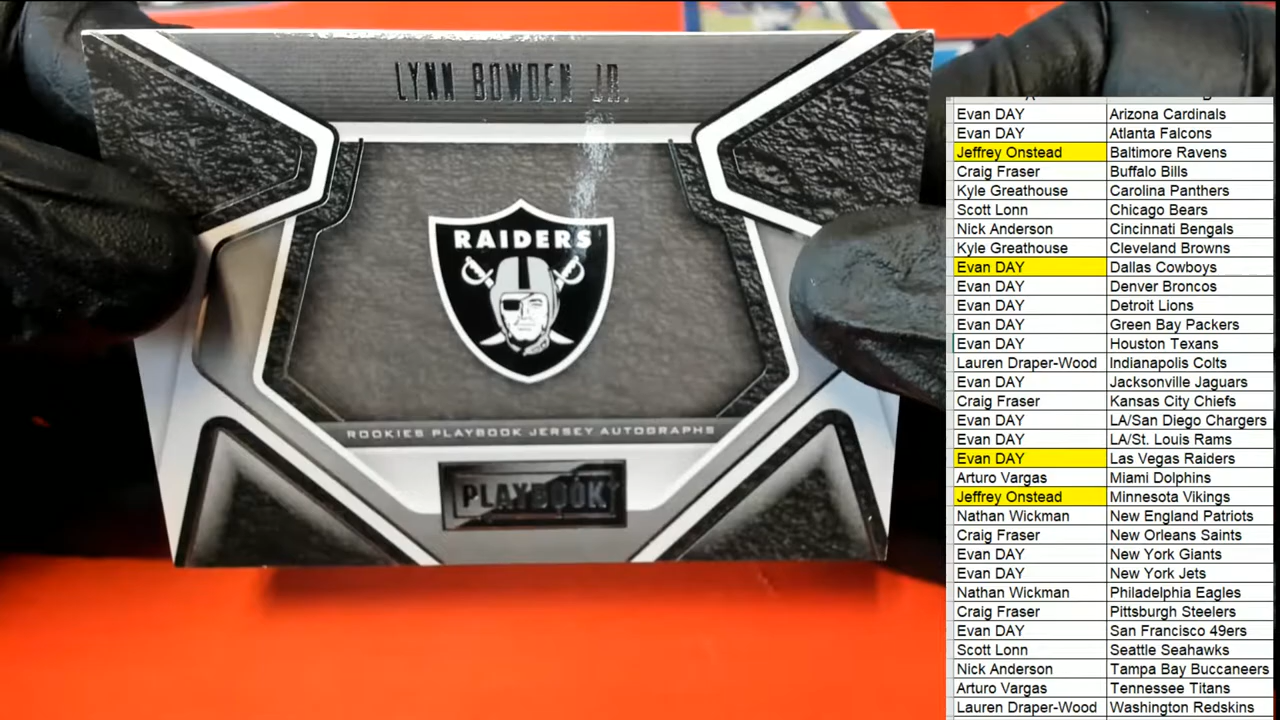 LYNN BOWDEN JR.
RAIDERS
ROOKIES PLAYBOOK JERSEY AUTOGRAPHS
PLAYBOOK
Evan DAY Arizona Cardinals
Evan DAY Atlanta Falcons
Jeffrey Onstead Baltimore Ravens
Craig Fraser Buffalo Bills
Kyle Greathouse Carolina Panthers
Scott Lonn Chicago Bears
Nick Anderson Cincinnati Bengals
Kyle Greathouse Cleveland Browns
Evan DAY Dallas Cowboys
Evan DAY Denver Broncos
Evan DAY Detroit Lions
Evan DAY Green Bay Packers
Evan DAY Houston Texans
Lauren Draper-Wood Indianapolis Colts
Evan DAY Jacksonville Jaguars
Craig Fraser Kansas City Chiefs
Evan DAY LA/San Diego Chargers
Evan DAY LA/St. Louis Rams
Evan DAY Las Vegas Raiders
Arturo Vargas Miami Dolphins
Jeffrey Onstead Minnesota Vikings
Nathan Wickman New England Patriots
Craig Fraser New Orleans Saints
Evan DAY New York Giants
Evan DAY New York Jets
Nathan Wickman Philadelphia Eagles
Craig Fraser Pittsburgh Steelers
Evan DAY San Francisco 49ers
Scott Lonn Seattle Seahawks
Nick Anderson Tampa Bay Buccaneers
Arturo Vargas Tennessee Titans
Lauren Draper-Wood Washington Redskins